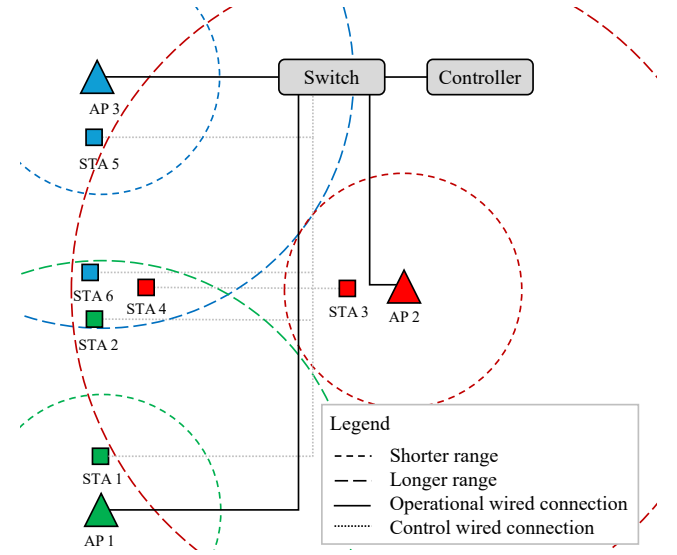 Switch
Controller
AP 3
STA 5
STA 6
STA 4
STA 3
AP 2
STA 2
Legend
Shorter range
Longer range
Operational wired connection
Control wired connection
STA 1
AP 1